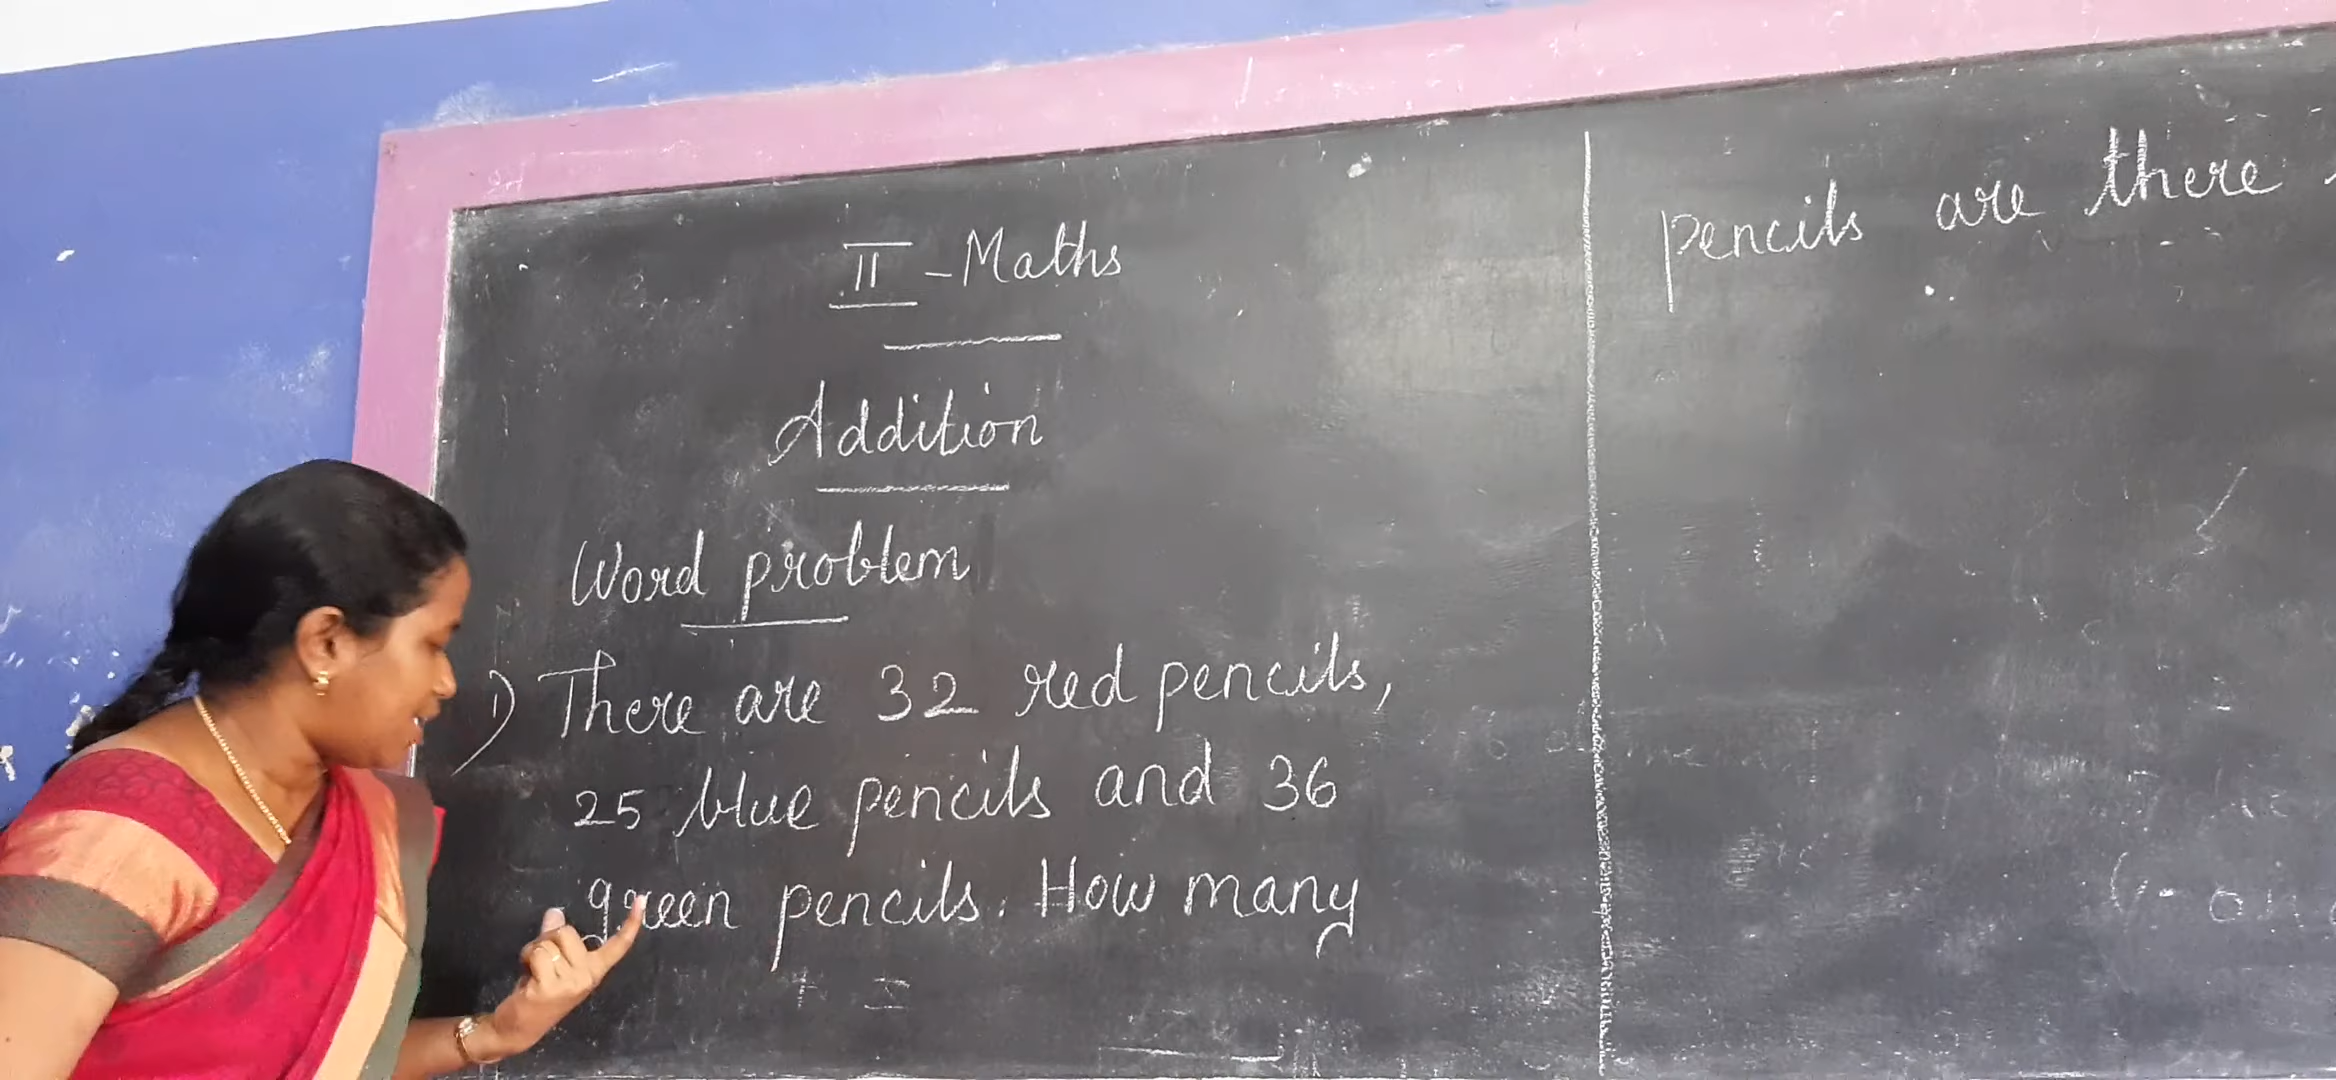 II - Maths
Addition
Word problem
1) There are 32 red pencils,
25 blue pencils and 36
green pencils. How many
+ =
pencils are there